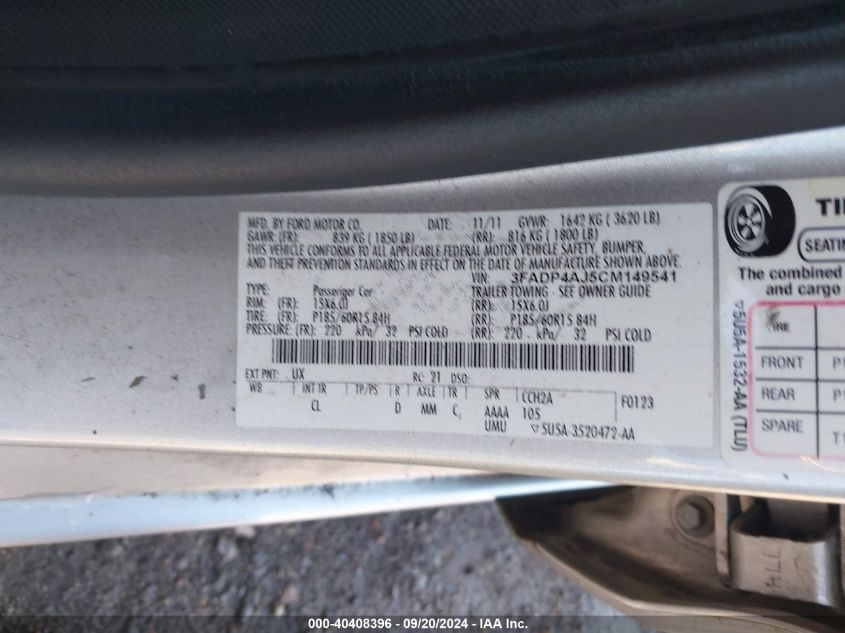 MFD. BY FORD MOTOR CO. DATE: 11/11 GVWR: 1642 KG ( 3620 LB)
GAWR: (FR): 839 KG ( 1850 LB) (RR): 816 KG ( 1800 LB)
THIS VEHICLE CONFORMS TO ALL APPLICABLE FEDERAL MOTOR VEHICLE SAFETY, BUMPER,
AND THEFT PREVENTION STANDARDS IN EFFECT ON THE DATE OF MANUFACTURE SHOWN ABOVE.
VIN: 3FADP4AJ5CM149541
TYPE: Passenger Car TRAILER TOWING - SEE OWNER GUIDE
RIM: (FR): 15X6.0J (RR): 15X6.0J
TIRE: (FR): P185/60R15 84H (RR): P185/60R15 84H
PRESSURE: (FR): 220 kPa/ 32 PSI COLD (RR): 220 kPa/ 32 PSI COLD
EXT PNT: UX RC: 21 DSO:
WB INT TR TP/PS R AXLE TR SPR CCH2A F0123
CL D MM C AAAA 105
UMU ▽5U5A-3520472-AA
SEATIN
The combined
and cargo
▽5U5A-1532-AA (TLU)
FRONT P1
REAR P1
SPARE T1
000-40408396 - 09/20/2024 - IAA Inc.